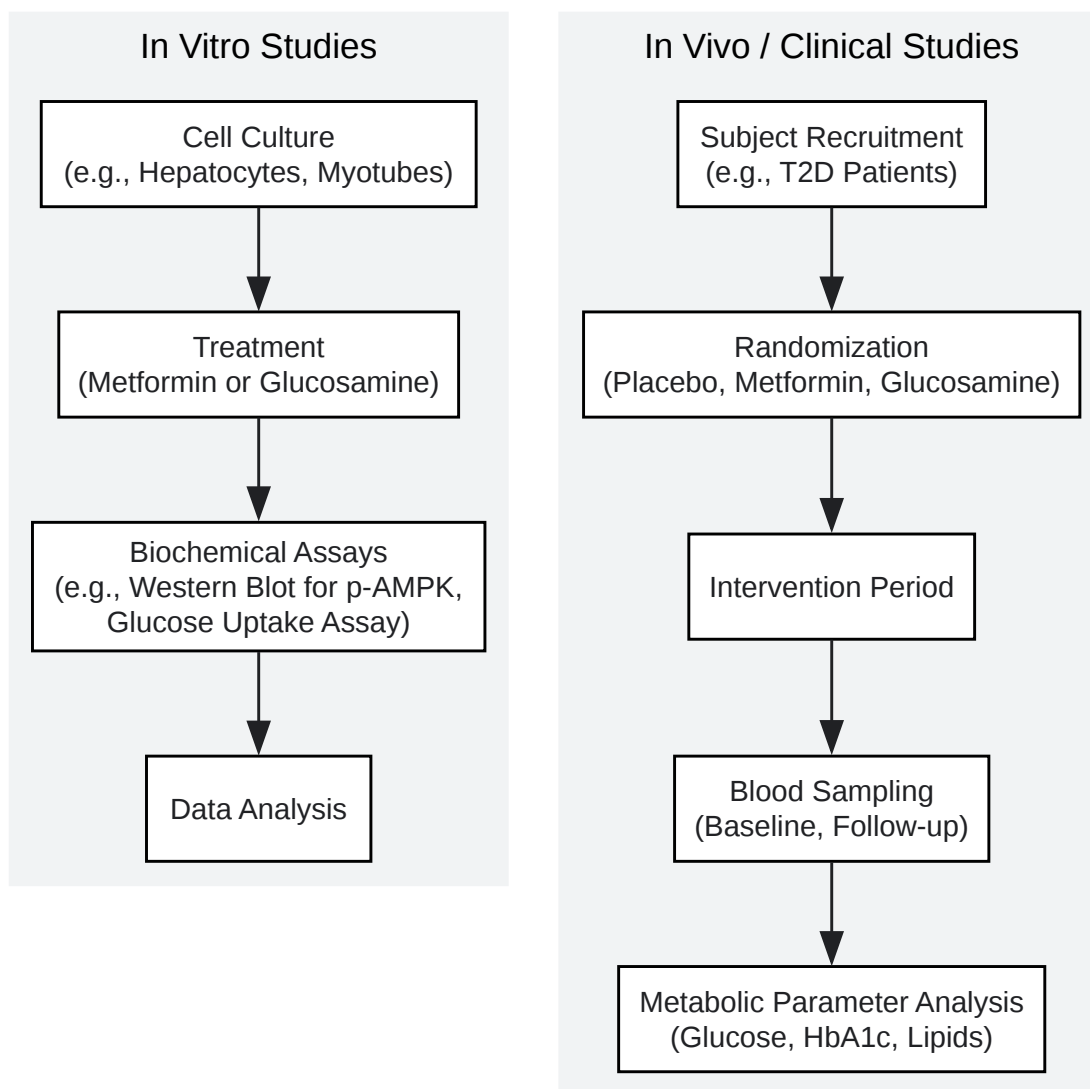 In Vitro Studies
Cell Culture
(e.g., Hepatocytes, Myotubes)
Treatment
(Metformin or Glucosamine)
Biochemical Assays
(e.g., Western Blot for p-AMPK,
Glucose Uptake Assay)
Data Analysis
In Vivo / Clinical Studies
Subject Recruitment
(e.g., T2D Patients)
Randomization
(Placebo, Metformin, Glucosamine)
Intervention Period
Blood Sampling
(Baseline, Follow-up)
Metabolic Parameter Analysis
(Glucose, HbA1c, Lipids)